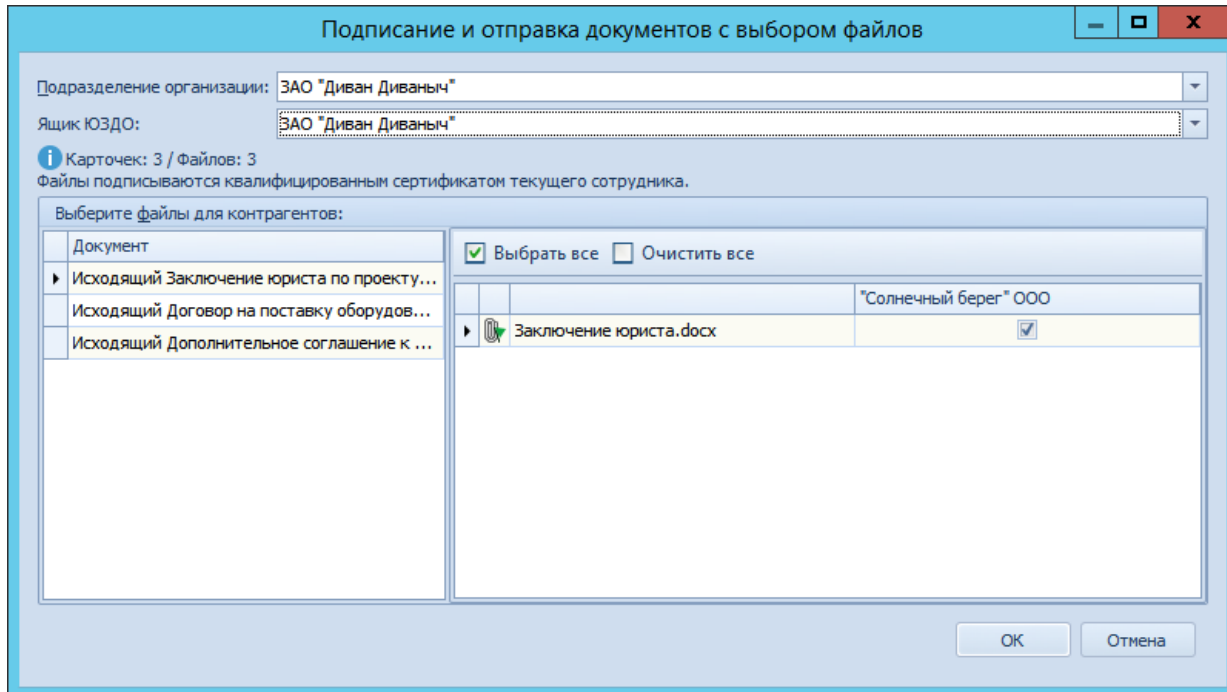 Подписание и отправка документов с выбором файлов
Подразделение организации: ЗАО "Диван Диваныч"
Ящик ЮЗДО: ЗАО "Диван Диваныч"
Карточек: 3 / Файлов: 3
Файлы подписываются квалифицированным сертификатом текущего сотрудника.
Выберите файлы для контрагентов:
Документ
Исходящий Заключение юриста по проекту...
Исходящий Договор на поставку оборудов...
Исходящий Дополнительное соглашение к ...
Выбрать все Очистить все
"Солнечный берег" ООО
Заключение юриста.docx
ОК Отмена